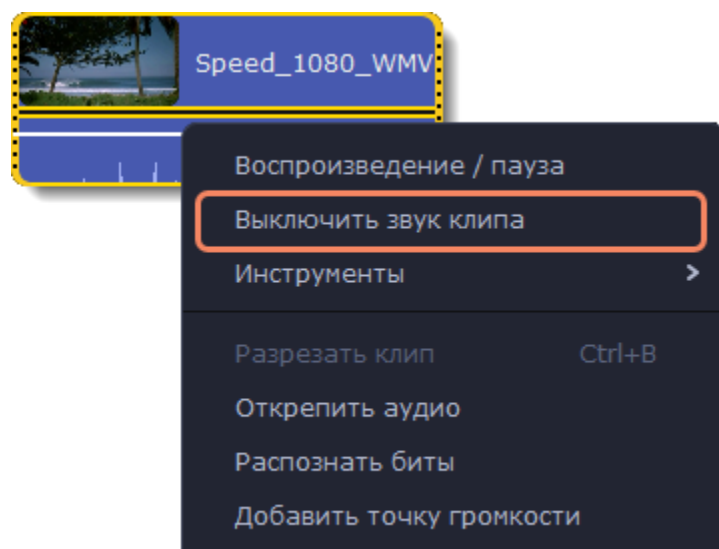 Speed_1080_WMV
Воспроизведение / пауза
Выключить звук клипа
Инструменты >
Разрезать клип Ctrl+B
Открепить аудио
Распознать биты
Добавить точку громкости